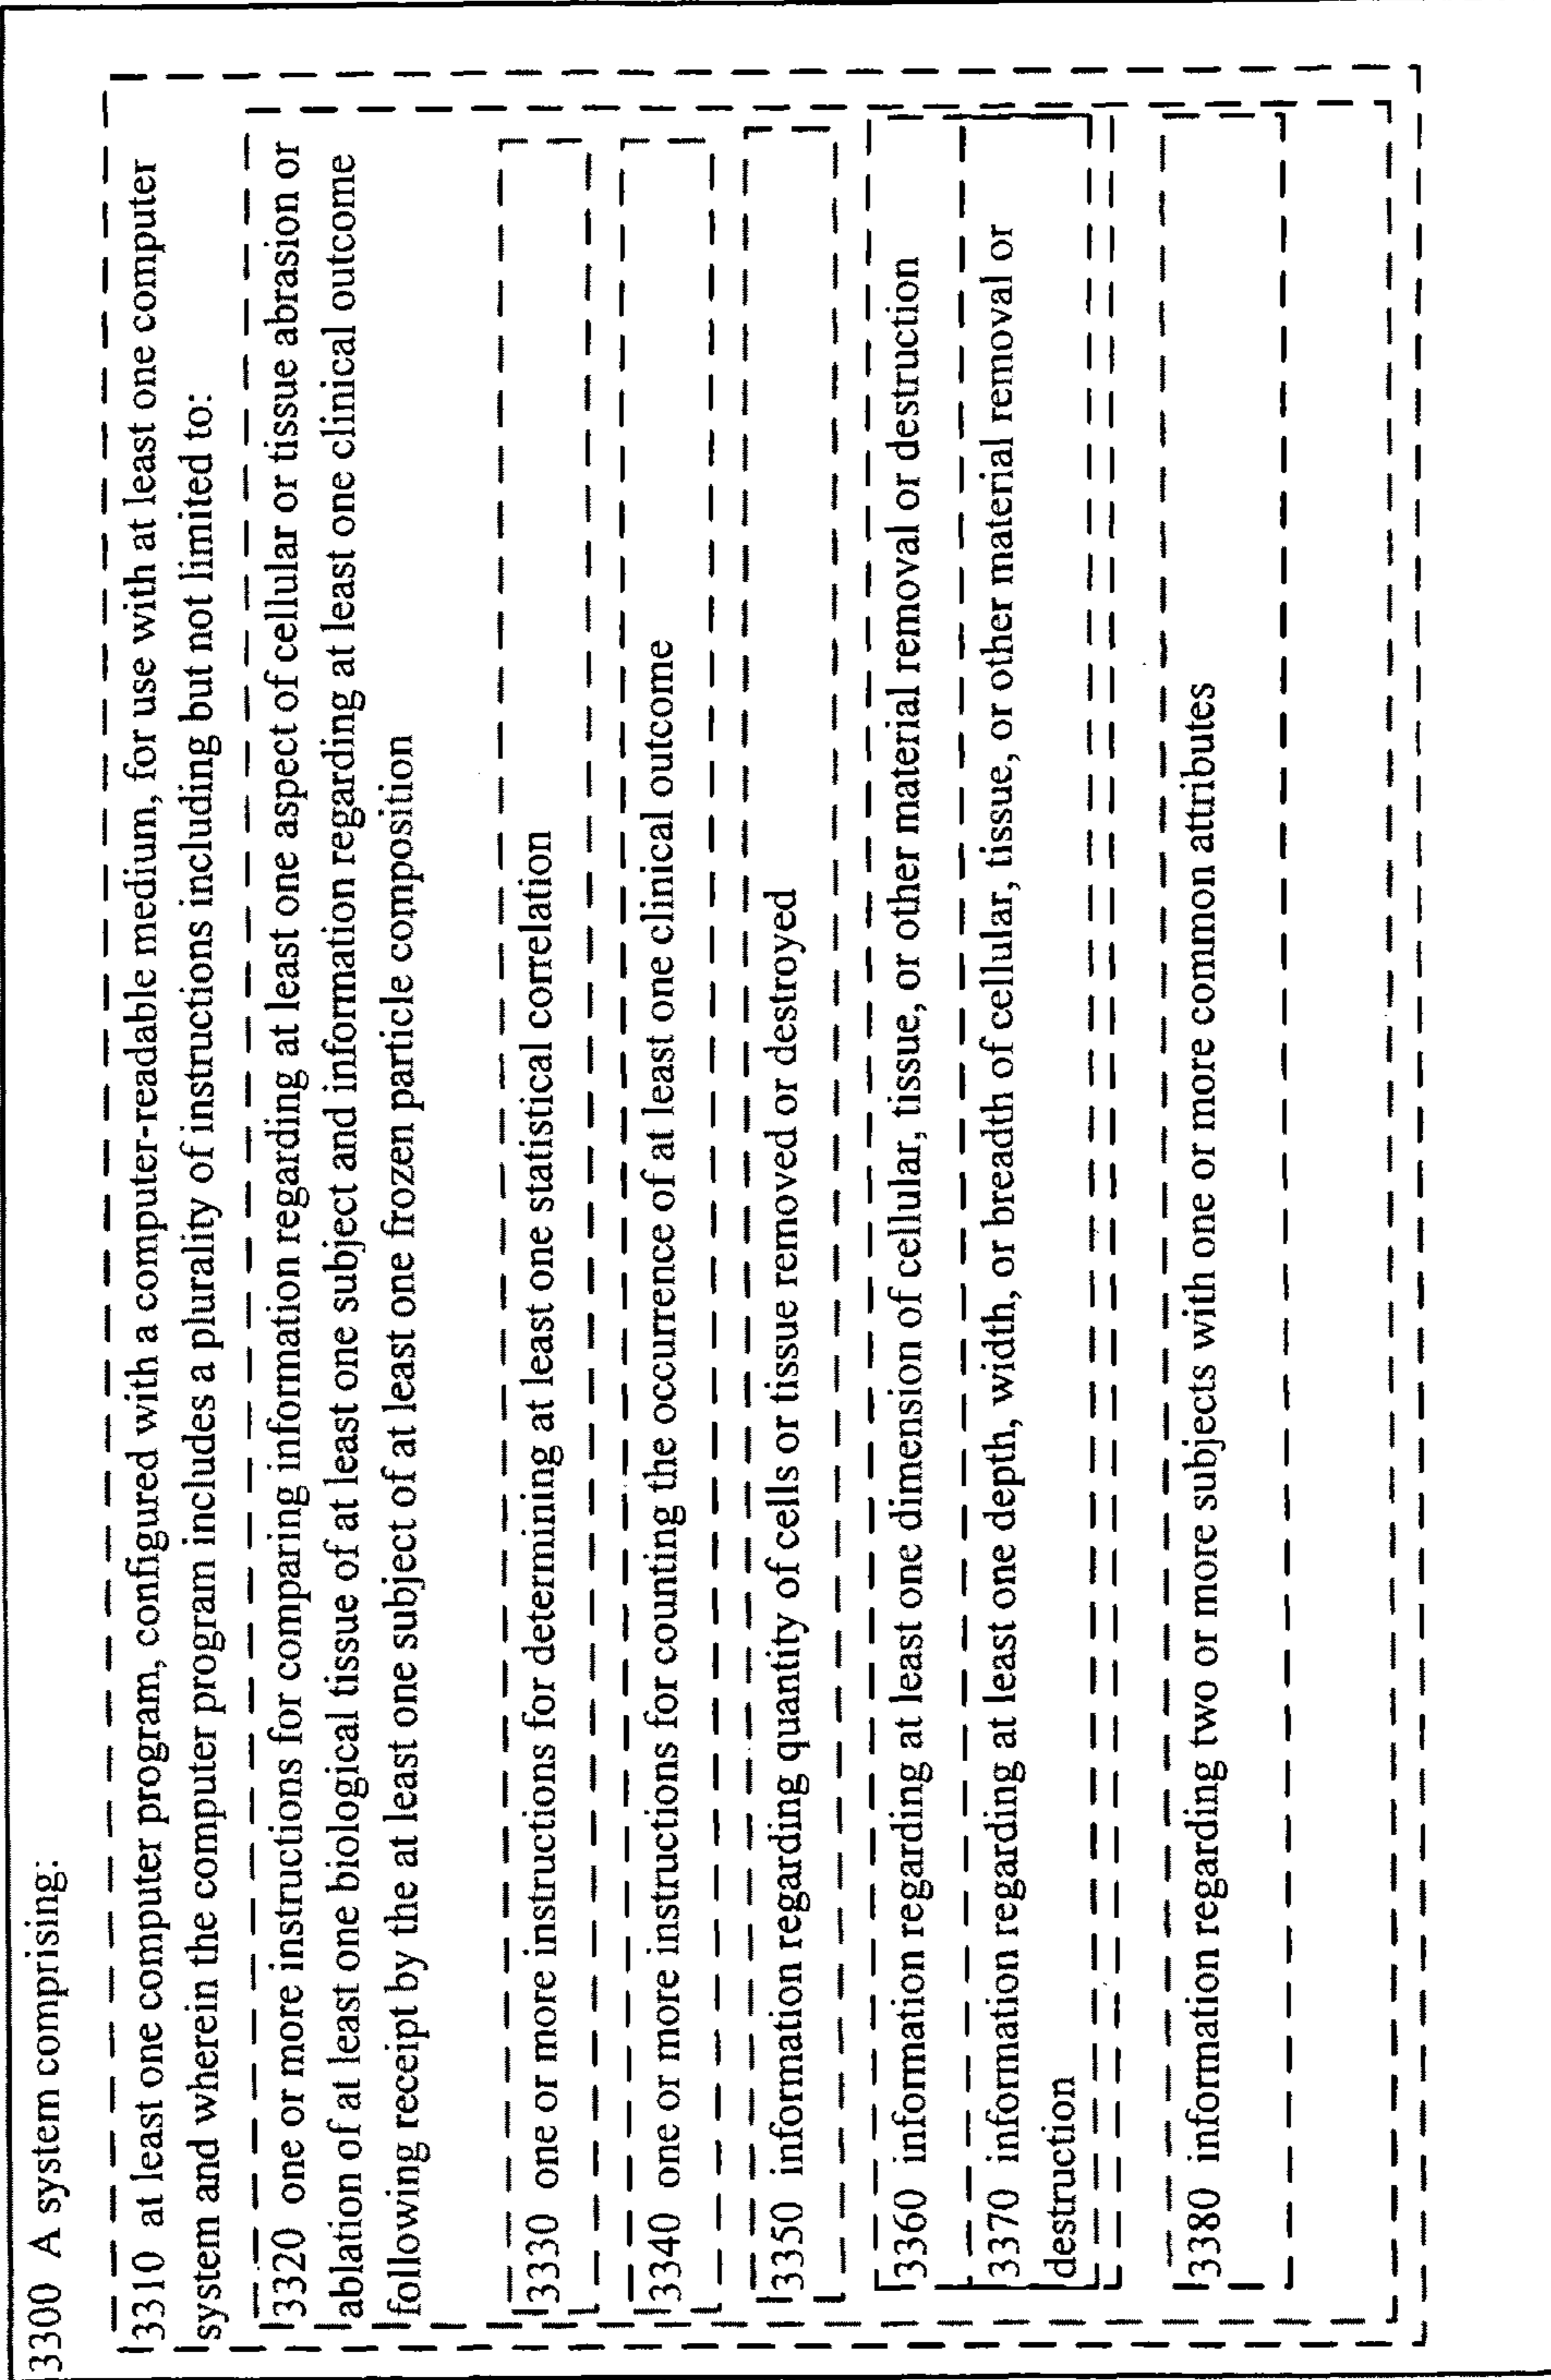 3300 A system comprising:
3310 at least one computer program, configured with a computer-readable medium, for use with at least one computer
system and wherein the computer program includes a plurality of instructions including but not limited to:
3320 one or more instructions for comparing information regarding at least one aspect of cellular or tissue abrasion or
ablation of at least one biological tissue of at least one subject and information regarding at least one clinical outcome
following receipt by the at least one subject of at least one frozen particle composition
3330 one or more instructions for determining at least one statistical correlation
3340 one or more instructions for counting the occurrence of at least one clinical outcome
3350 information regarding quantity of cells or tissue removed or destroyed
3360 information regarding at least one dimension of cellular, tissue, or other material removal or destruction
3370 information regarding at least one depth, width, or breadth of cellular, tissue, or other material removal or
destruction
3380 information regarding two or more subjects with one or more common attributes